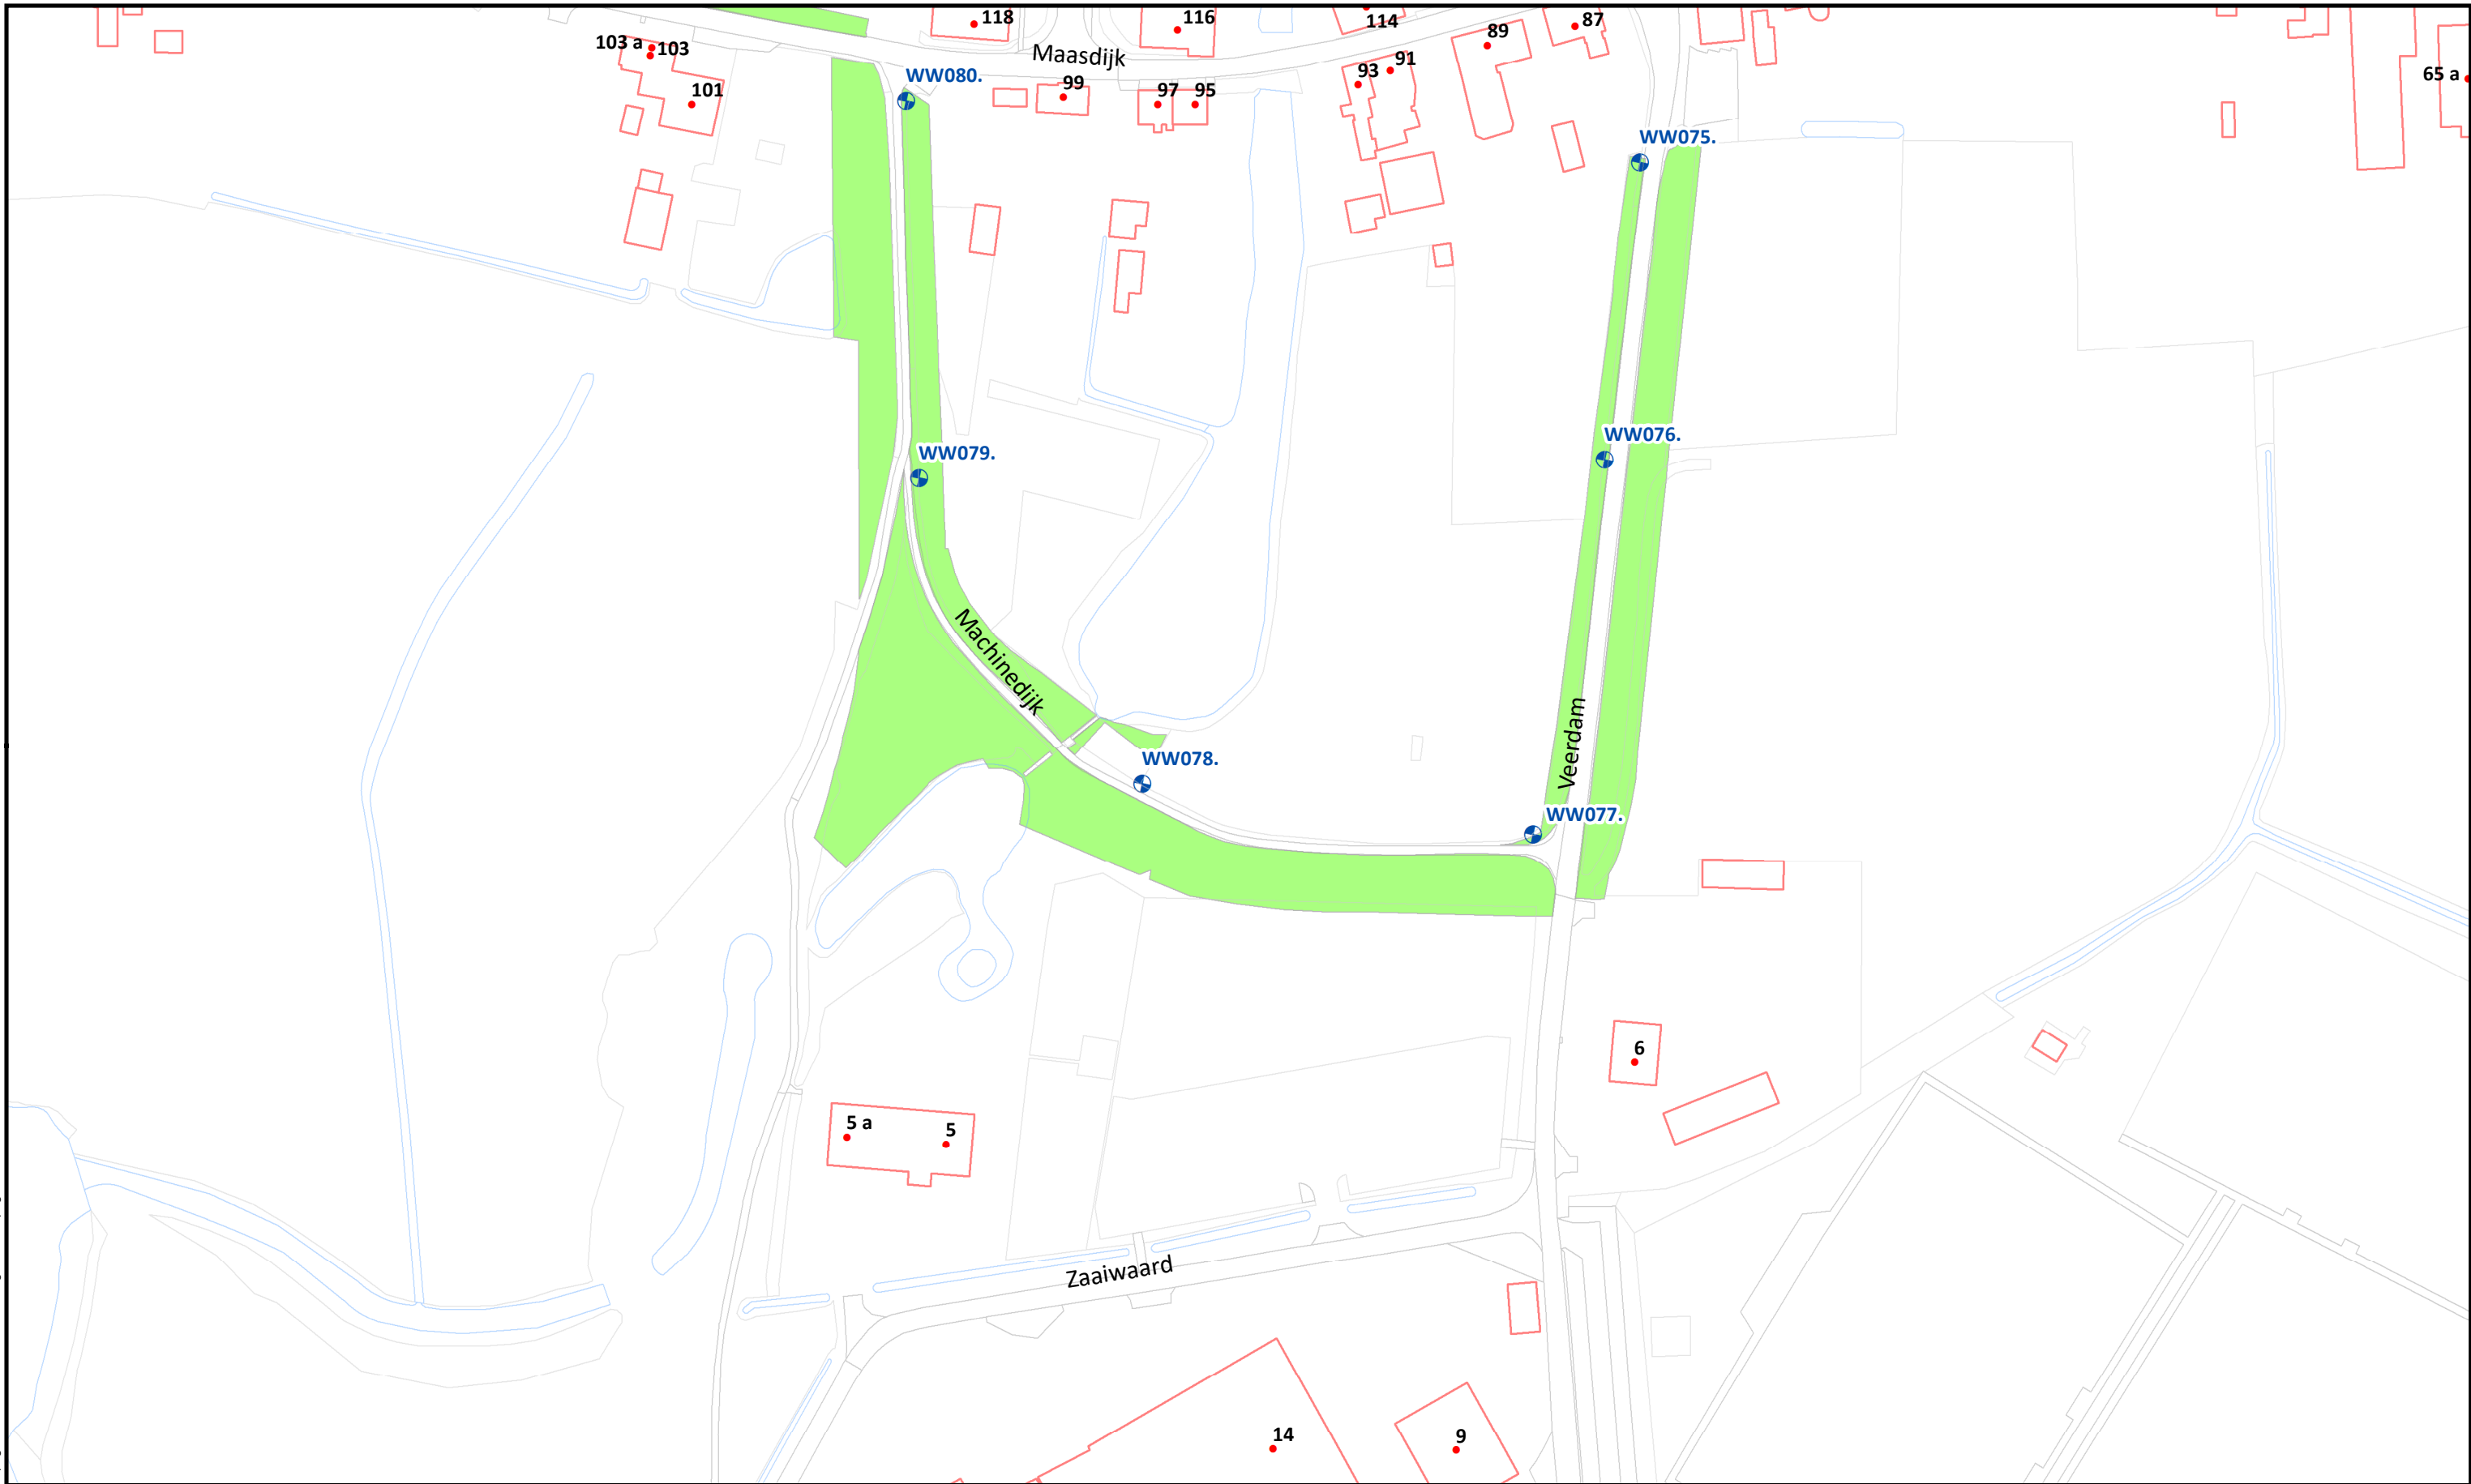 118
116
114
87
103 a
103
Maasdijk
89
91
93
65 a
WW080.
101
99
97
95
WW075.
WW076.
WW079.
Machinedijk
Veerdam
WW078.
WW077.
6
5 a
5
Zaaiwaard
14
9